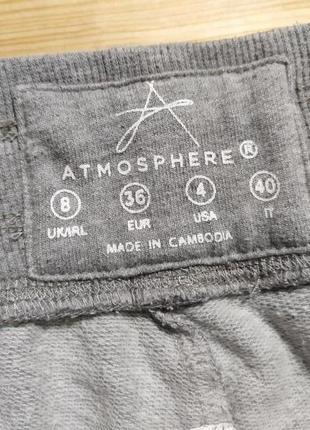 ATMOSPHERE®
8 36 4 40
UK/IRL EUR USA IT
MADE IN CAMBODIA